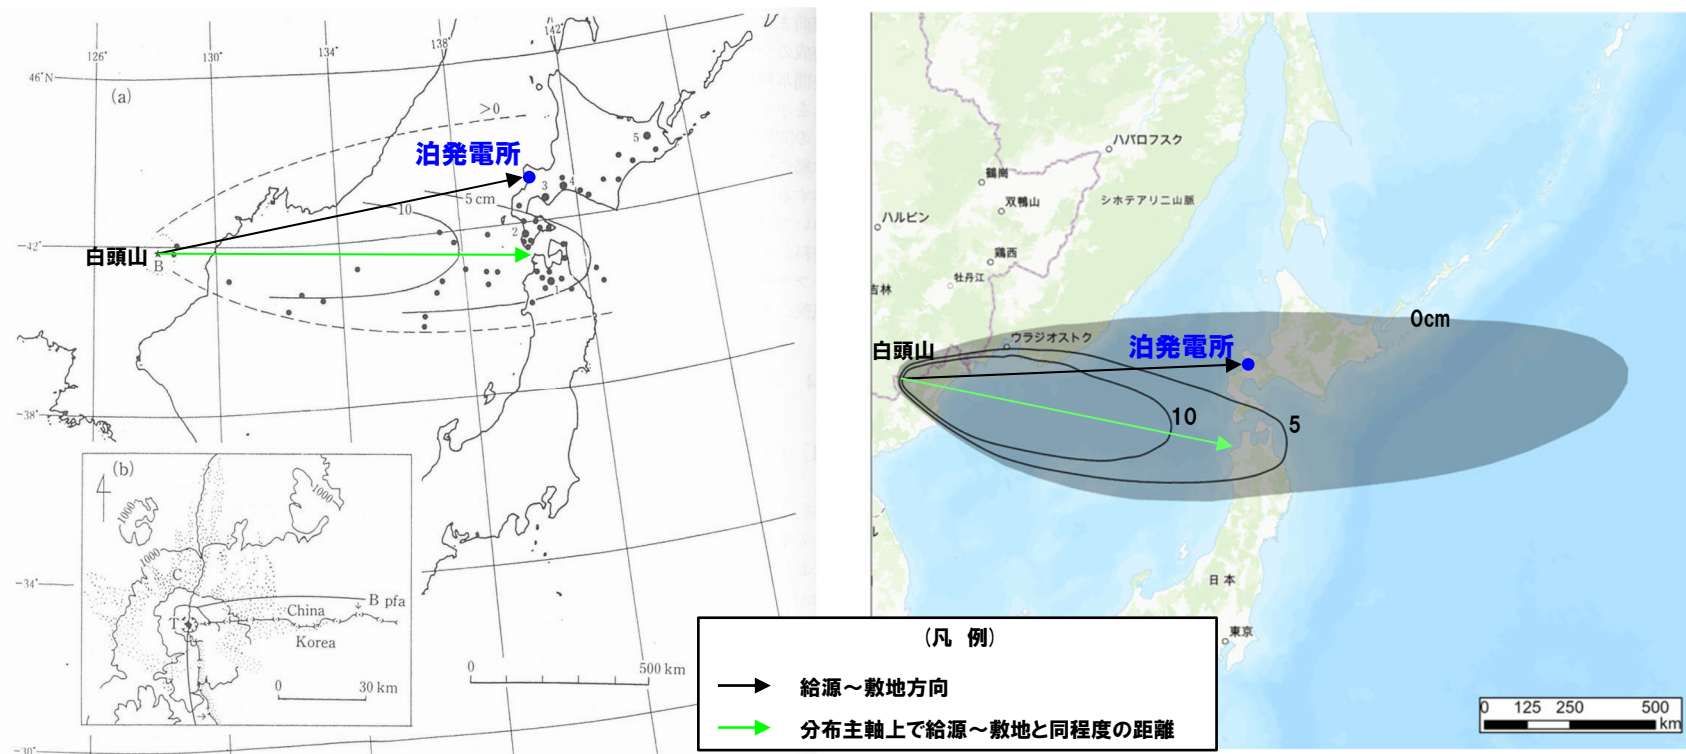 126°
130°
134°
138°
142°
46°N
(a)
>0
泊発電所
5
5 cm
3
4
10
2
42°
白頭山
B
1
38°
(b)
1000
1000
1000
C
34°
T
China
B pfa
Korea
0
30 km
0
500 km
30°
ハバロフスク
鶴崗
双鴨山
シホテアリニ山脈
ハルビン
鶏西
牡丹江
吉林
ウラジオストク
0cm
白頭山
泊発電所
10
5
日本
東京
(凡 例)
給源～敷地方向
分布主軸上で給源～敷地と同程度の距離
0 125 250 500
km